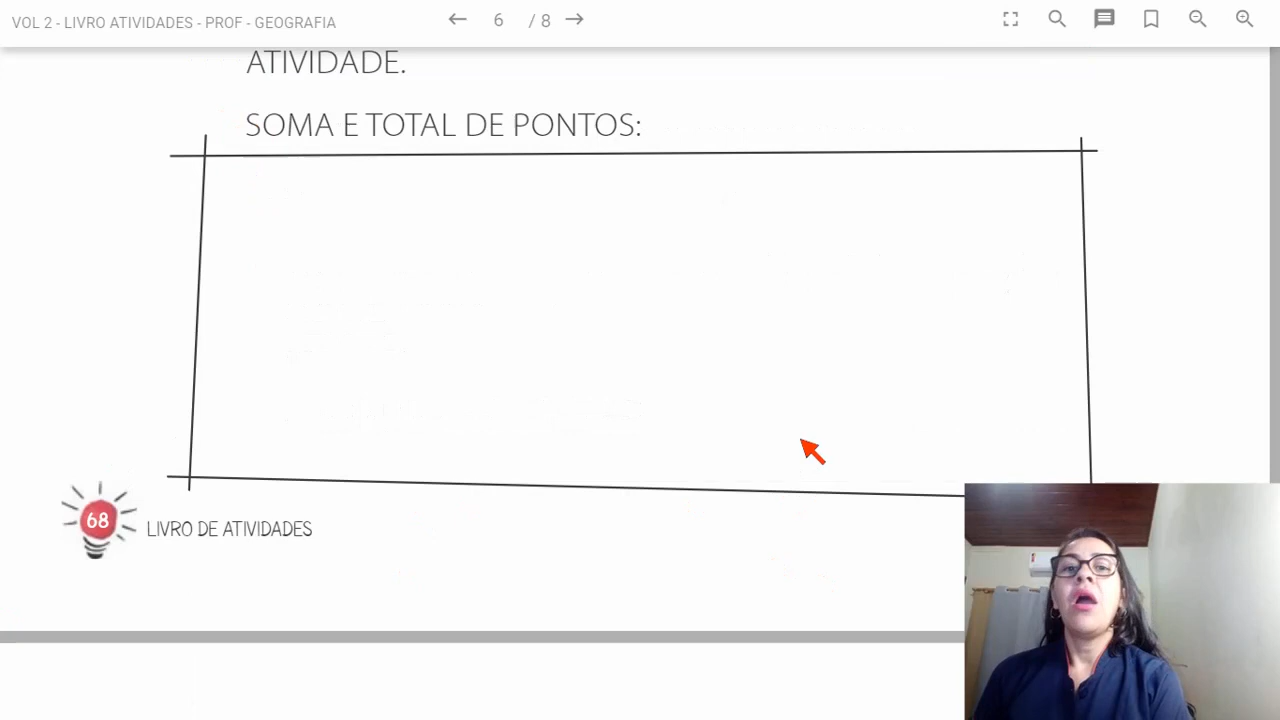 VOL 2 - LIVRO ATIVIDADES - PROF - GEOGRAFIA
6 / 8
ATIVIDADE.
SOMA E TOTAL DE PONTOS:
68
LIVRO DE ATIVIDADES